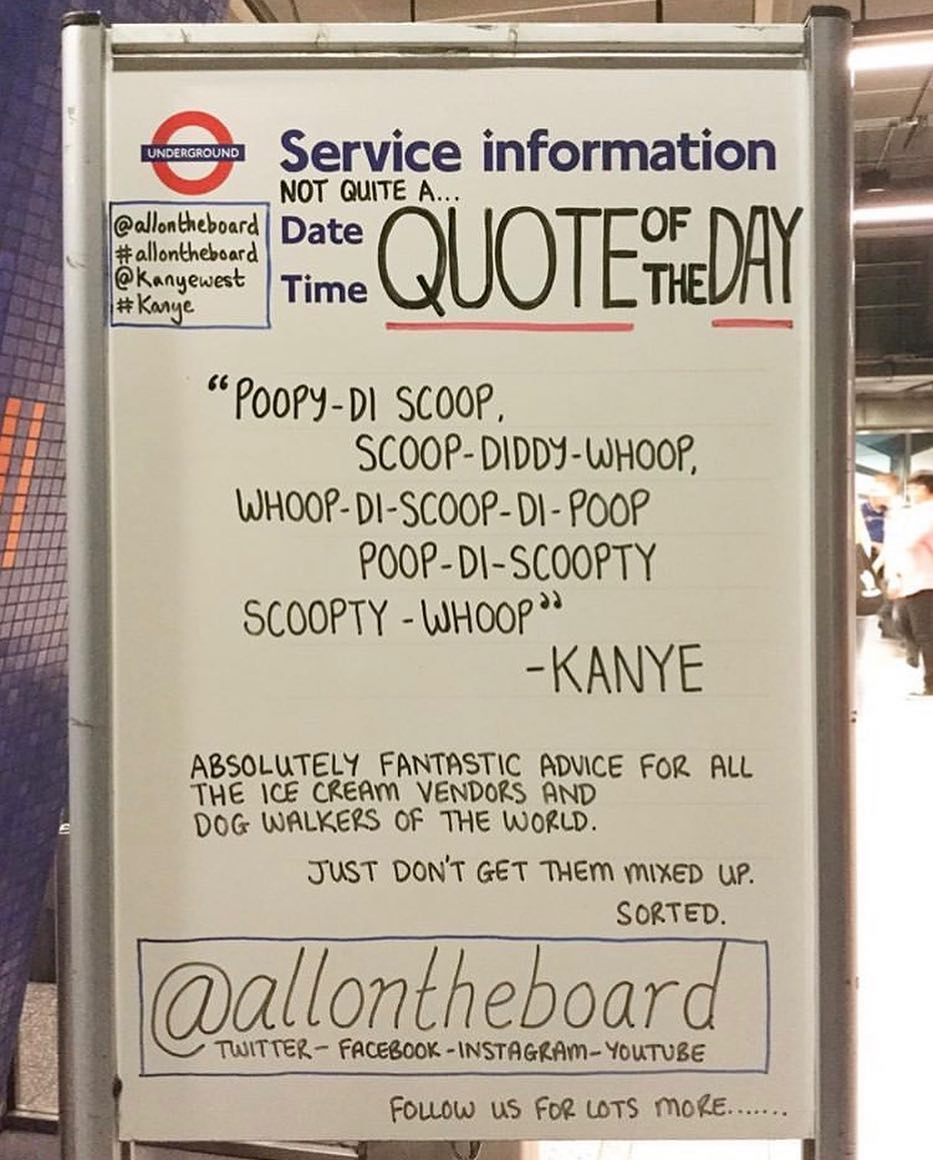 UNDERGROUND
Service information
NOT QUITE A...
@allontheboard
#allontheboard
@Kanyewest
#Kanye
Date
Time
QUOTE OF THE DAY
“POOPY-DI SCOOP,
SCOOP-DIDDY-WHOOP,
WHOOP-DI-SCOOP-DI-POOP
POOP-DI-SCOOPTY
SCOOPTY-WHOOP”
-KANYE
ABSOLUTELY FANTASTIC ADVICE FOR ALL
THE ICE CREAM VENDORS AND
DOG WALKERS OF THE WORLD.
JUST DON'T GET THEM MIXED UP.
SORTED.
@allontheboard
TWITTER-FACEBOOK-INSTAGRAM-YOUTUBE
FOLLOW US FOR LOTS MORE.......